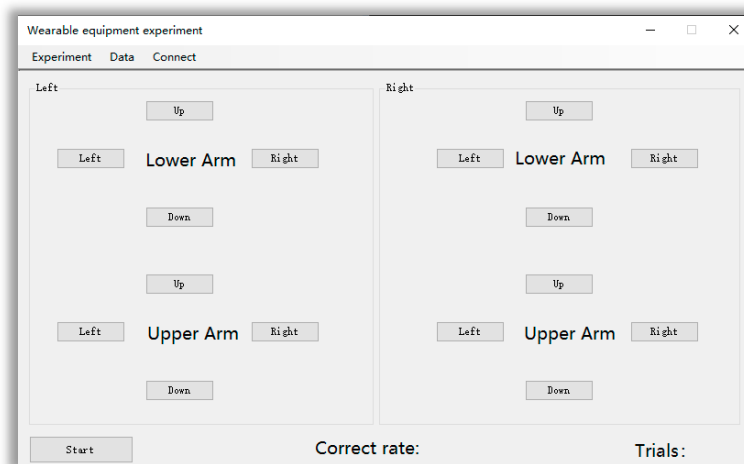 Wearable equipment experiment
Experiment Data Connect
Left Right
Up Up
Left Lower Arm Right Left Lower Arm Right
Down Down
Up Up
Left Upper Arm Right Left Upper Arm Right
Down Down
Start Correct rate: Trials: